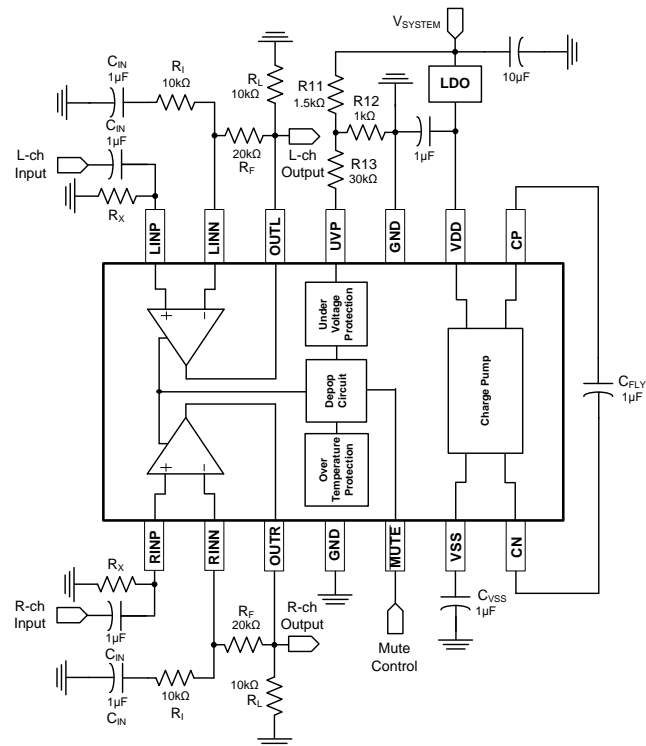 VSYSTEM
10µF
LDO
CIN
1µF
RI
10kΩ
RL
10kΩ
R11
1.5kΩ
R12
1kΩ
1µF
CIN
1µF
L-ch
Input
RX
20kΩ
RF
L-ch
Output
R13
30kΩ
LINP
LINN
OUTL
UVP
GND
VDD
CP
Under
Voltage
Protection
Depop
Circuit
Over
Temperature
Protection
Charge Pump
CFLY
1µF
+
-
+
-
RINP
RINN
OUTR
GND
MUTE
VSS
CN
RX
R-ch
Input
1µF
CIN
RF
20kΩ
R-ch
Output
Mute
Control
CVSS
1µF
1µF
CIN
10kΩ
RI
10kΩ
RL